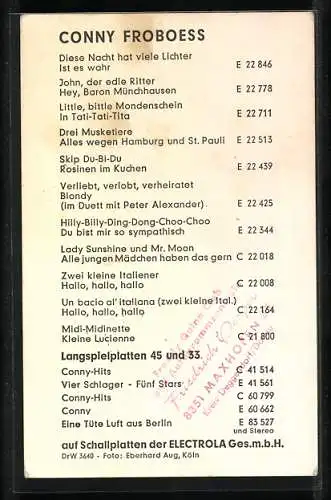 CONNY FROBOESS
Diese Nacht hat viele Lichter
Ist es wahr E 22 846
John, der edle Ritter
Hey, Baron Münchhausen E 22 778
Little, bittle Mondenschein
In Tati-Tati-Tita E 22 711
Drei Musketiere
Alles wegen Hamburg und St. Pauli E 22 513
Skip Du-Bi-Du
Rosinen im Kuchen E 22 439
Verliebt, verlobt, verheiratet
Blondy
(im Duett mit Peter Alexander) E 22 425
Hilly-Billy-Ding-Dong-Choo-Choo
Du bist mir so sympathisch E 22 344
Lady Sunshine und Mr. Moon
Alle jungen Mädchen haben das gern C 22 018
Zwei kleine Italiener
Hallo, hallo, hallo C 22 008
Un bacio al'italiana (zwei kleine Ital.)
Hallo, hallo, hallo C 22 164
Midi-Midinette
Kleine Lucienne C 21 800
Langspielplatten 45 und 33
Conny-Hits C 41 514
Vier Schlager - Fünf Stars E 41 561
Conny-Hits C 60 799
Conny E 60 662
Eine Tüte Luft aus Berlin E 83 527
und Stereo
auf Schallplatten der ELECTROLA Ges.m.b.H.
DrW 3640 - Foto: Eberhard Aug, Köln
Friedrich
8351 MAXHOFEN